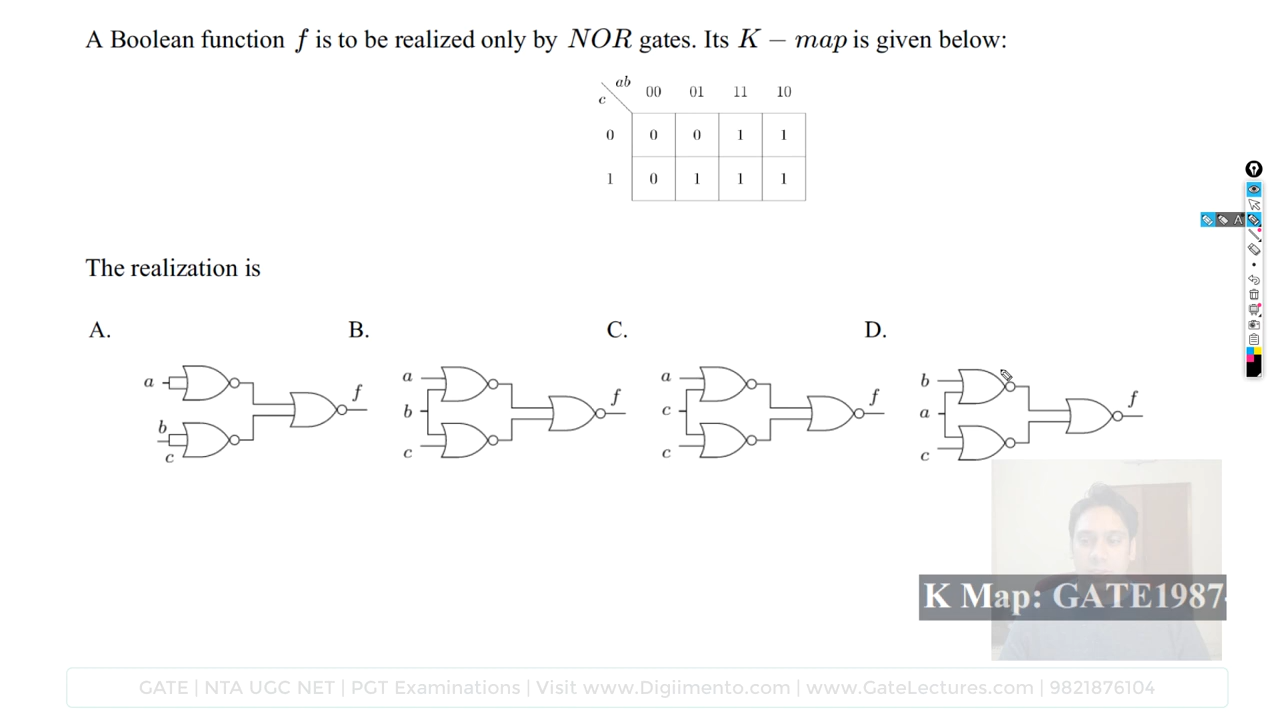 A Boolean function f is to be realized only by NOR gates. Its K − map is given below:
ab
c
00 01 11 10
0 0 0 1 1
1 0 1 1 1
The realization is
A. B. C. D.
a
b
c
f
a
b
c
f
a
c
c
f
b
a
c
f
A
K Map: GATE1987
GATE | NTA UGC NET | PGT Examinations | Visit www.Digiimento.com | www.GateLectures.com | 9821876104